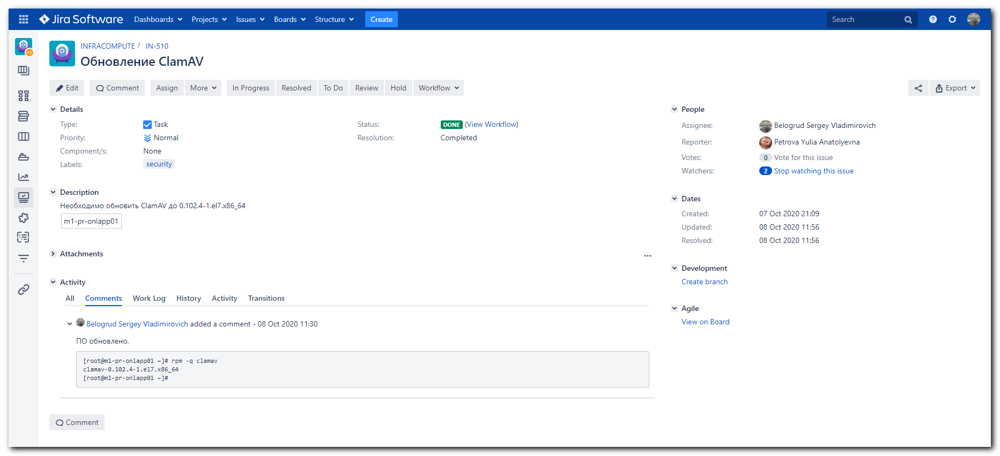 Jira Software Dashboards Projects Issues Boards Structure Create Search
INFRACOMPUTE / IN-510
Обновление ClamAV
Edit Comment Assign More In Progress Resolved To Do Review Hold Workflow Export
Details
Type: Task
Status: DONE (View Workflow)
Priority: Normal
Resolution: Completed
Component/s: None
Labels: security
Description
Необходимо обновить ClamAV до 0.102.4-1.el7.x86_64
m1-pr-onlapp01
Attachments
Activity
All Comments Work Log History Activity Transitions
Belogrud Sergey Vladimirovich added a comment - 08 Oct 2020 11:30
ПО обновлено.
[root@m1-pr-onlapp01 ~]# rpm -q clamav
clamav-0.102.4-1.el7.x86_64
[root@m1-pr-onlapp01 ~]#
Comment
People
Assignee: Belogrud Sergey Vladimirovich
Reporter: Petrova Yulia Anatolyevna
Votes: 0 Vote for this issue
Watchers: 2 Stop watching this issue
Dates
Created: 07 Oct 2020 21:09
Updated: 08 Oct 2020 11:56
Resolved: 08 Oct 2020 11:56
Development
Create branch
Agile
View on Board